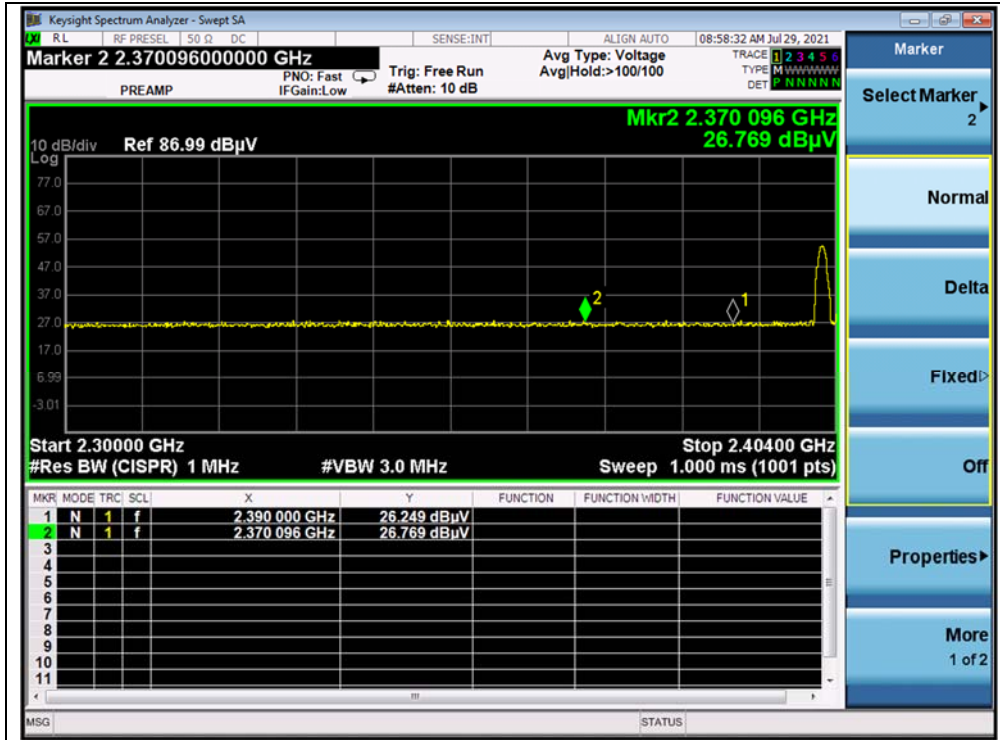 Keysight Spectrum Analyzer - Swept SA
LXI RL RF PRESEL 50 Ω DC SENSE:INT ALIGN AUTO 08:58:32 AM Jul 29, 2021
Marker 2 2.370096000000 GHz Avg Type: Voltage TRACE 1 2 3 4 5 6
PNO: Fast Trig: Free Run Avg|Hold:>100/100 TYPE M WWWWW
PREAMP IFGain:Low #Atten: 10 dB DET P N N N N N
Mkr2 2.370 096 GHz
10 dB/div Ref 86.99 dBµV 26.769 dBµV
Log
77.0
67.0
57.0
47.0
37.0
27.0
17.0
6.99
-3.01
2
1
Start 2.30000 GHz Stop 2.40400 GHz
#Res BW (CISPR) 1 MHz #VBW 3.0 MHz Sweep 1.000 ms (1001 pts)
MKR MODE TRC SCL X Y FUNCTION FUNCTION WIDTH FUNCTION VALUE
1 N 1 f 2.390 000 GHz 26.249 dBµV
2 N 1 f 2.370 096 GHz 26.769 dBµV
3
4
5
6
7
8
9
10
11
MSG STATUS
Marker
Select Marker
2
Normal
Delta
Fixed
Off
Properties
More
1 of 2